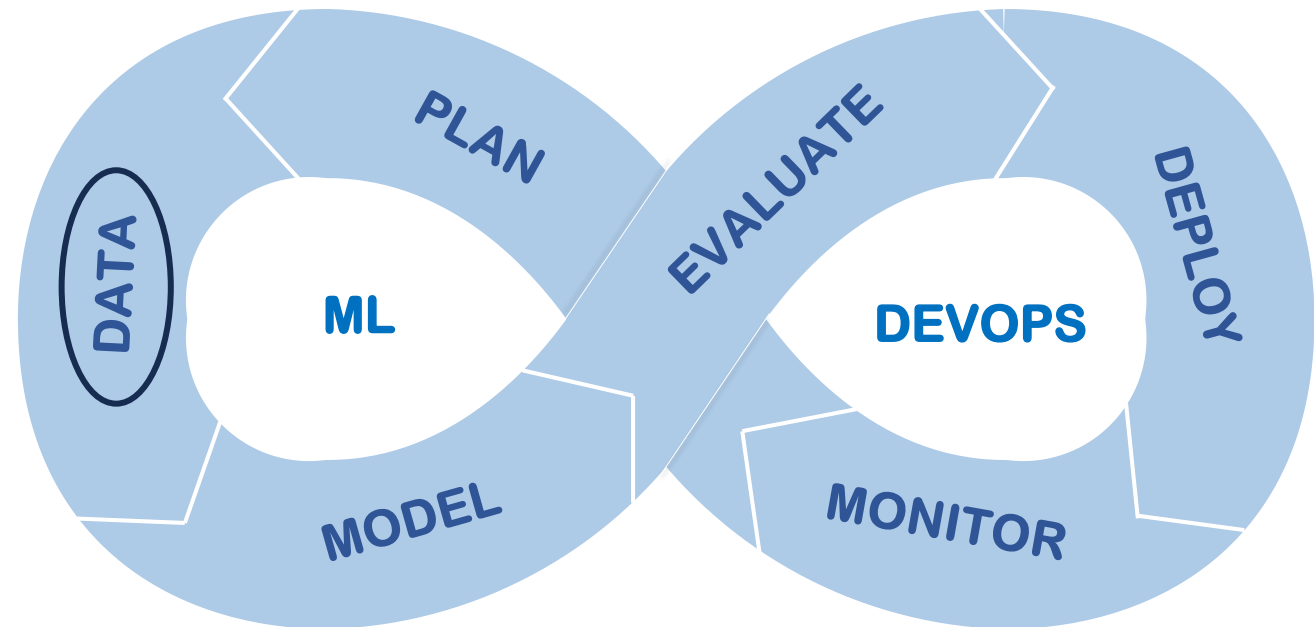 PLAN
EVALUATE
DEPLOY
DATA
ML
DEVOPS
MODEL
MONITOR